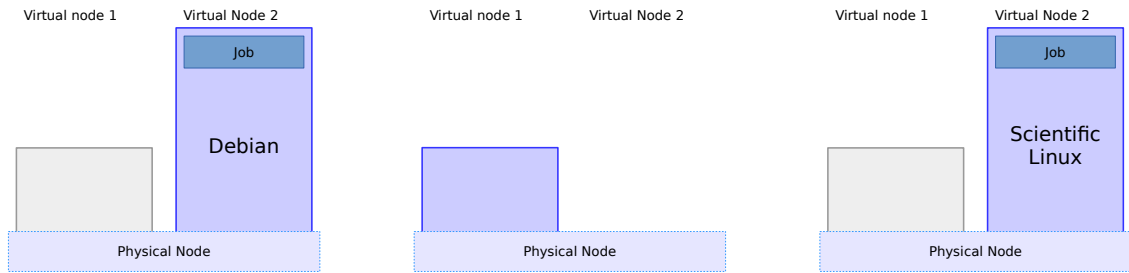 Virtual node 1
Virtual Node 2
Job
Debian
Physical Node
Virtual node 1
Virtual Node 2
Physical Node
Virtual node 1
Virtual Node 2
Job
Scientific
Linux
Physical Node